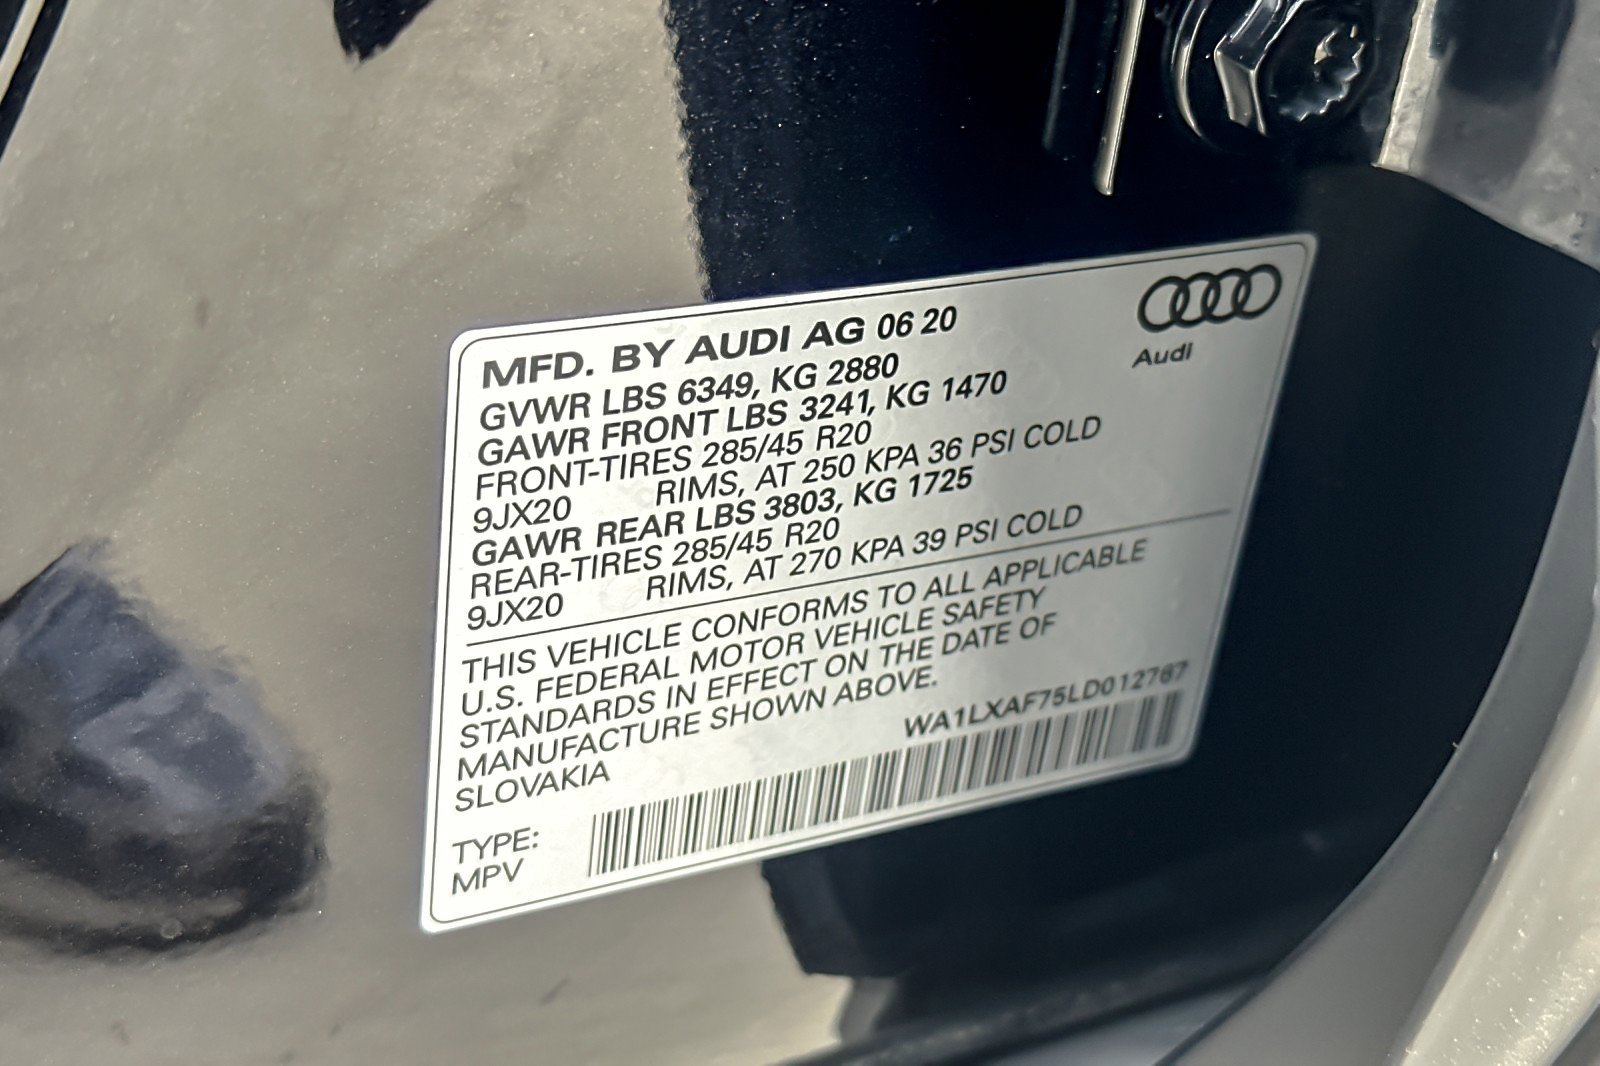 MFD. BY AUDI AG 06 20
GVWR LBS 6349, KG 2880
GAWR FRONT LBS 3241, KG 1470
FRONT-TIRES 285/45 R20
9JX20 RIMS, AT 250 KPA 36 PSI COLD
GAWR REAR LBS 3803, KG 1725
REAR-TIRES 285/45 R20
9JX20 RIMS, AT 270 KPA 39 PSI COLD
THIS VEHICLE CONFORMS TO ALL APPLICABLE
U.S. FEDERAL MOTOR VEHICLE SAFETY
STANDARDS IN EFFECT ON THE DATE OF
MANUFACTURE SHOWN ABOVE.
SLOVAKIA
WA1LXAF75LD012767
TYPE:
MPV
Audi